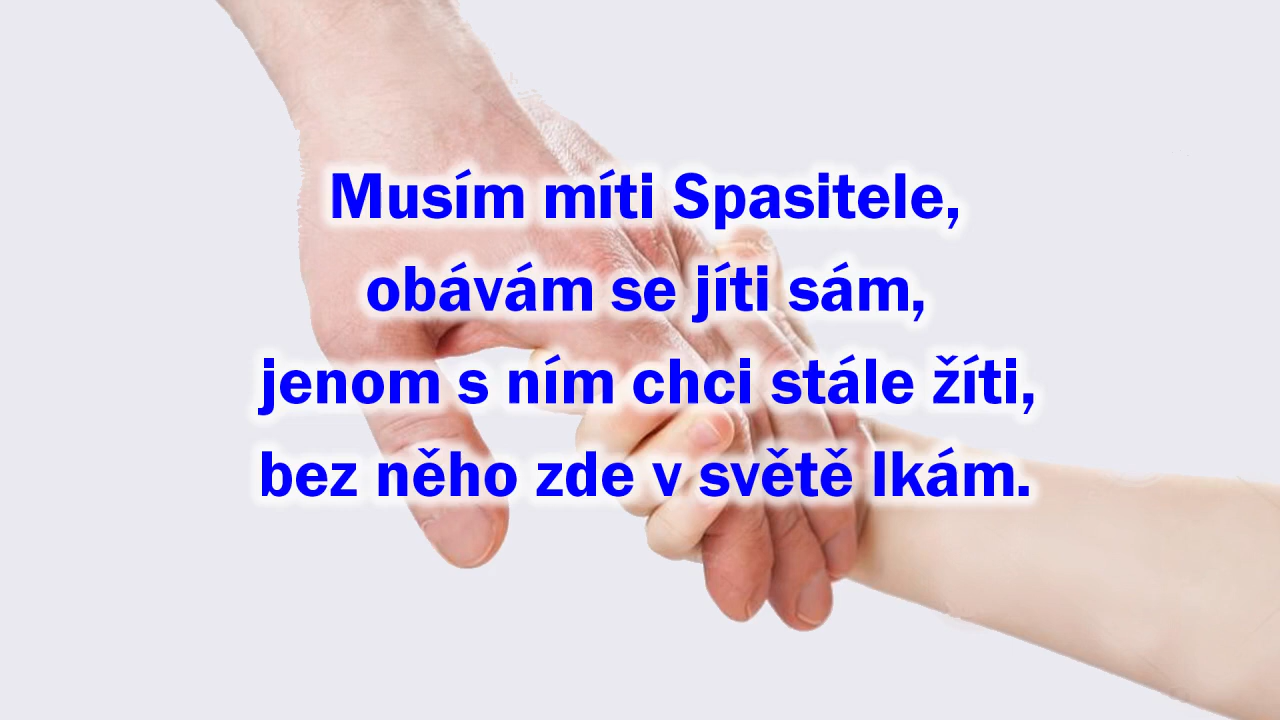 Musím míti Spasitele,
obávám se jíti sám,
jenom s ním chci stále žíti,
bez něho zde v světě lkám.